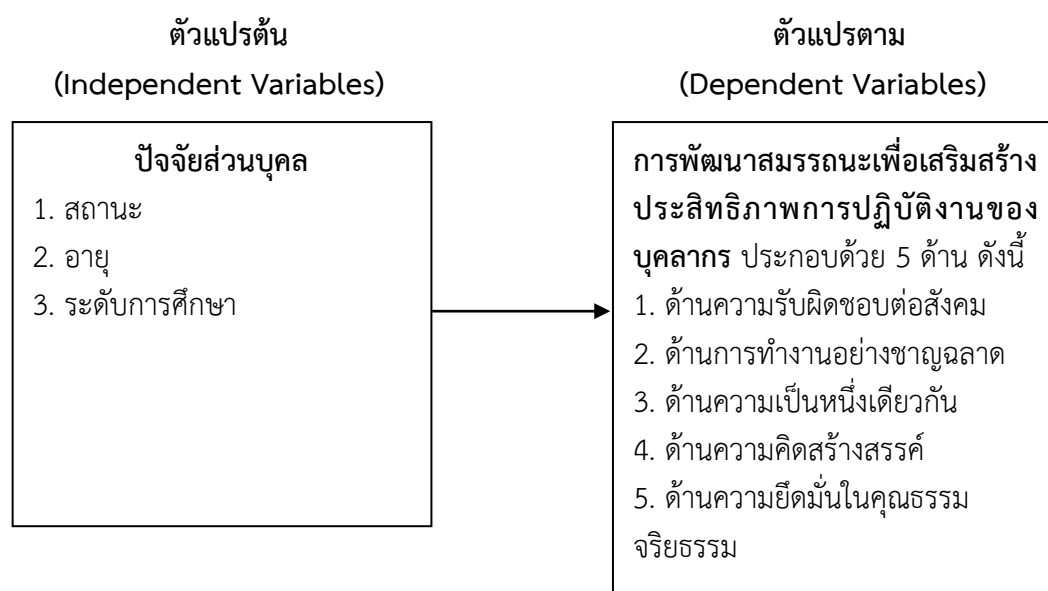 ตัวแปรต้น
(Independent Variables)
ปัจจัยส่วนบุคล
1. สถานะ
2. อายุ
3. ระดับการศึกษา
ตัวแปรตาม
(Dependent Variables)
การพัฒนาสมรรถนะเพื่อเสริมสร้าง
ประสิทธิภาพการปฏิบัติงานของ
บุคลากร ประกอบด้วย 5 ด้าน ดังนี้
1. ด้านความรับผิดชอบต่อสังคม
2. ด้านการทำงานอย่างชาญฉลาด
3. ด้านความเป็นหนึ่งเดียวกัน
4. ด้านความคิดสร้างสรรค์
5. ด้านความยึดมั่นในคุณธรรม
จริยธรรม